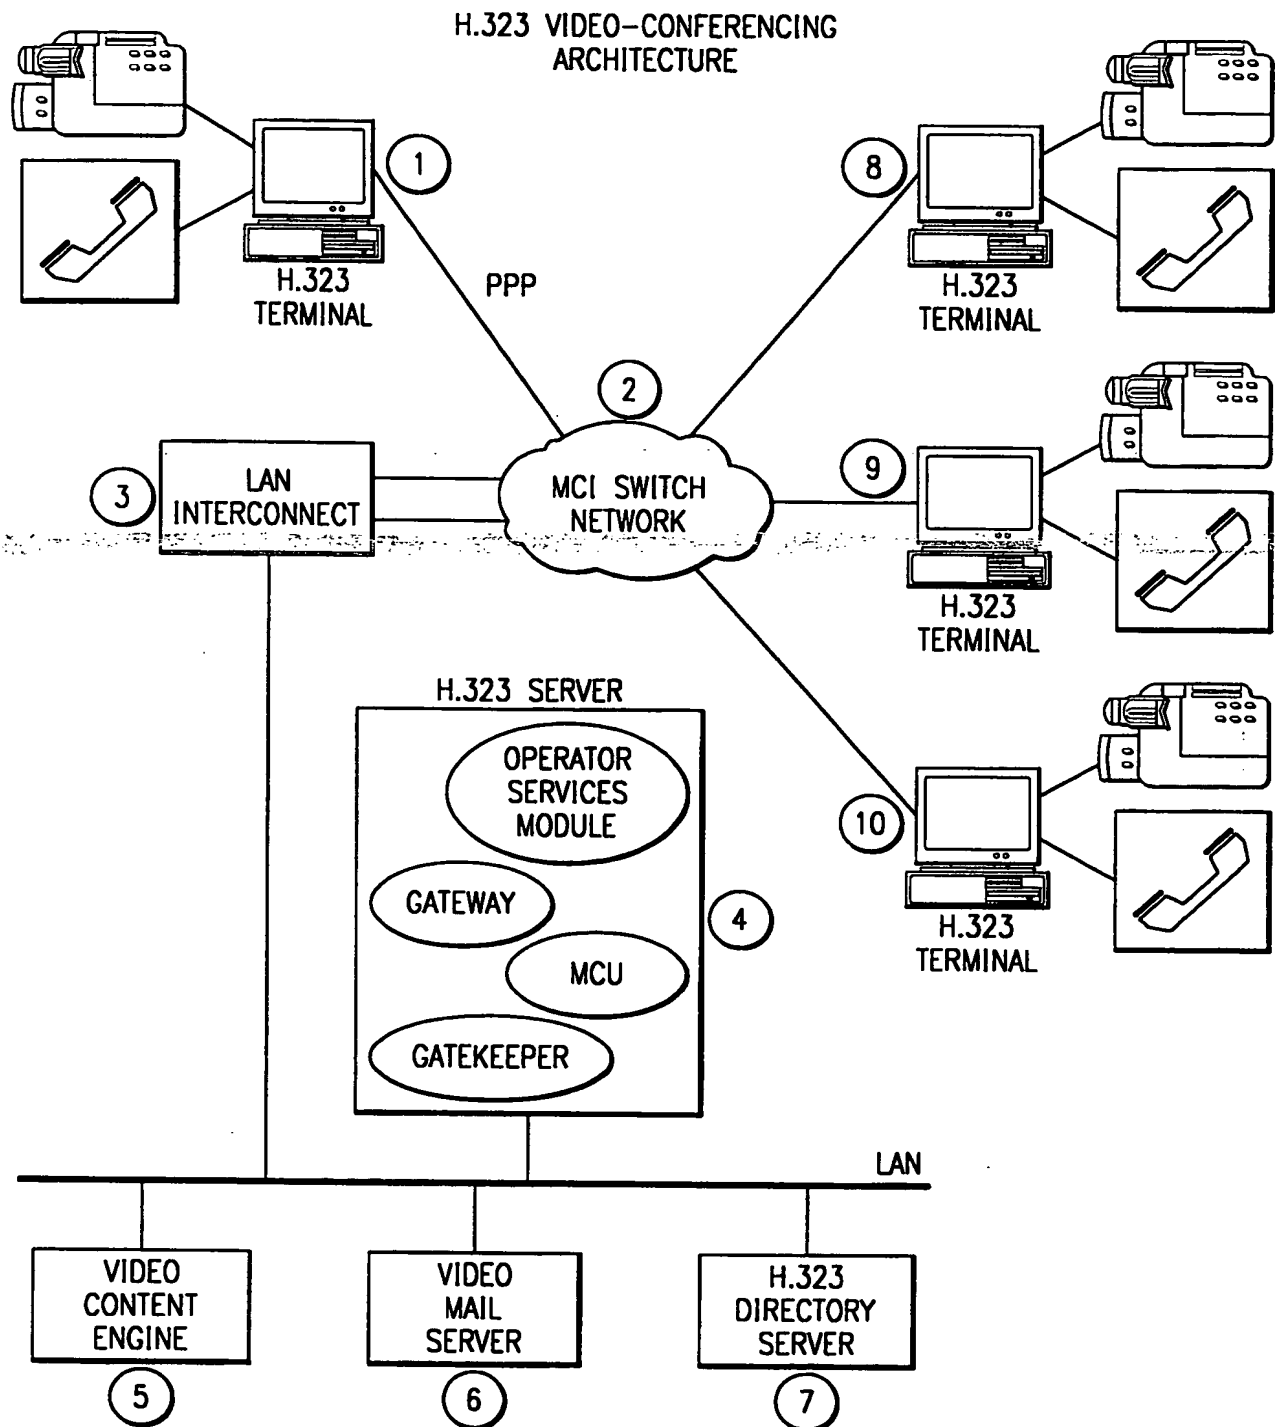 H.323 VIDEO-CONFERENCING
ARCHITECTURE
1
H.323
TERMINAL
PPP
8
H.323
TERMINAL
2
MCI SWITCH
NETWORK
3
LAN
INTERCONNECT
9
H.323
TERMINAL
H.323 SERVER
OPERATOR
SERVICES
MODULE
GATEWAY
MCU
GATEKEEPER
4
10
H.323
TERMINAL
LAN
VIDEO
CONTENT
ENGINE
5
VIDEO
MAIL
SERVER
6
H.323
DIRECTORY
SERVER
7